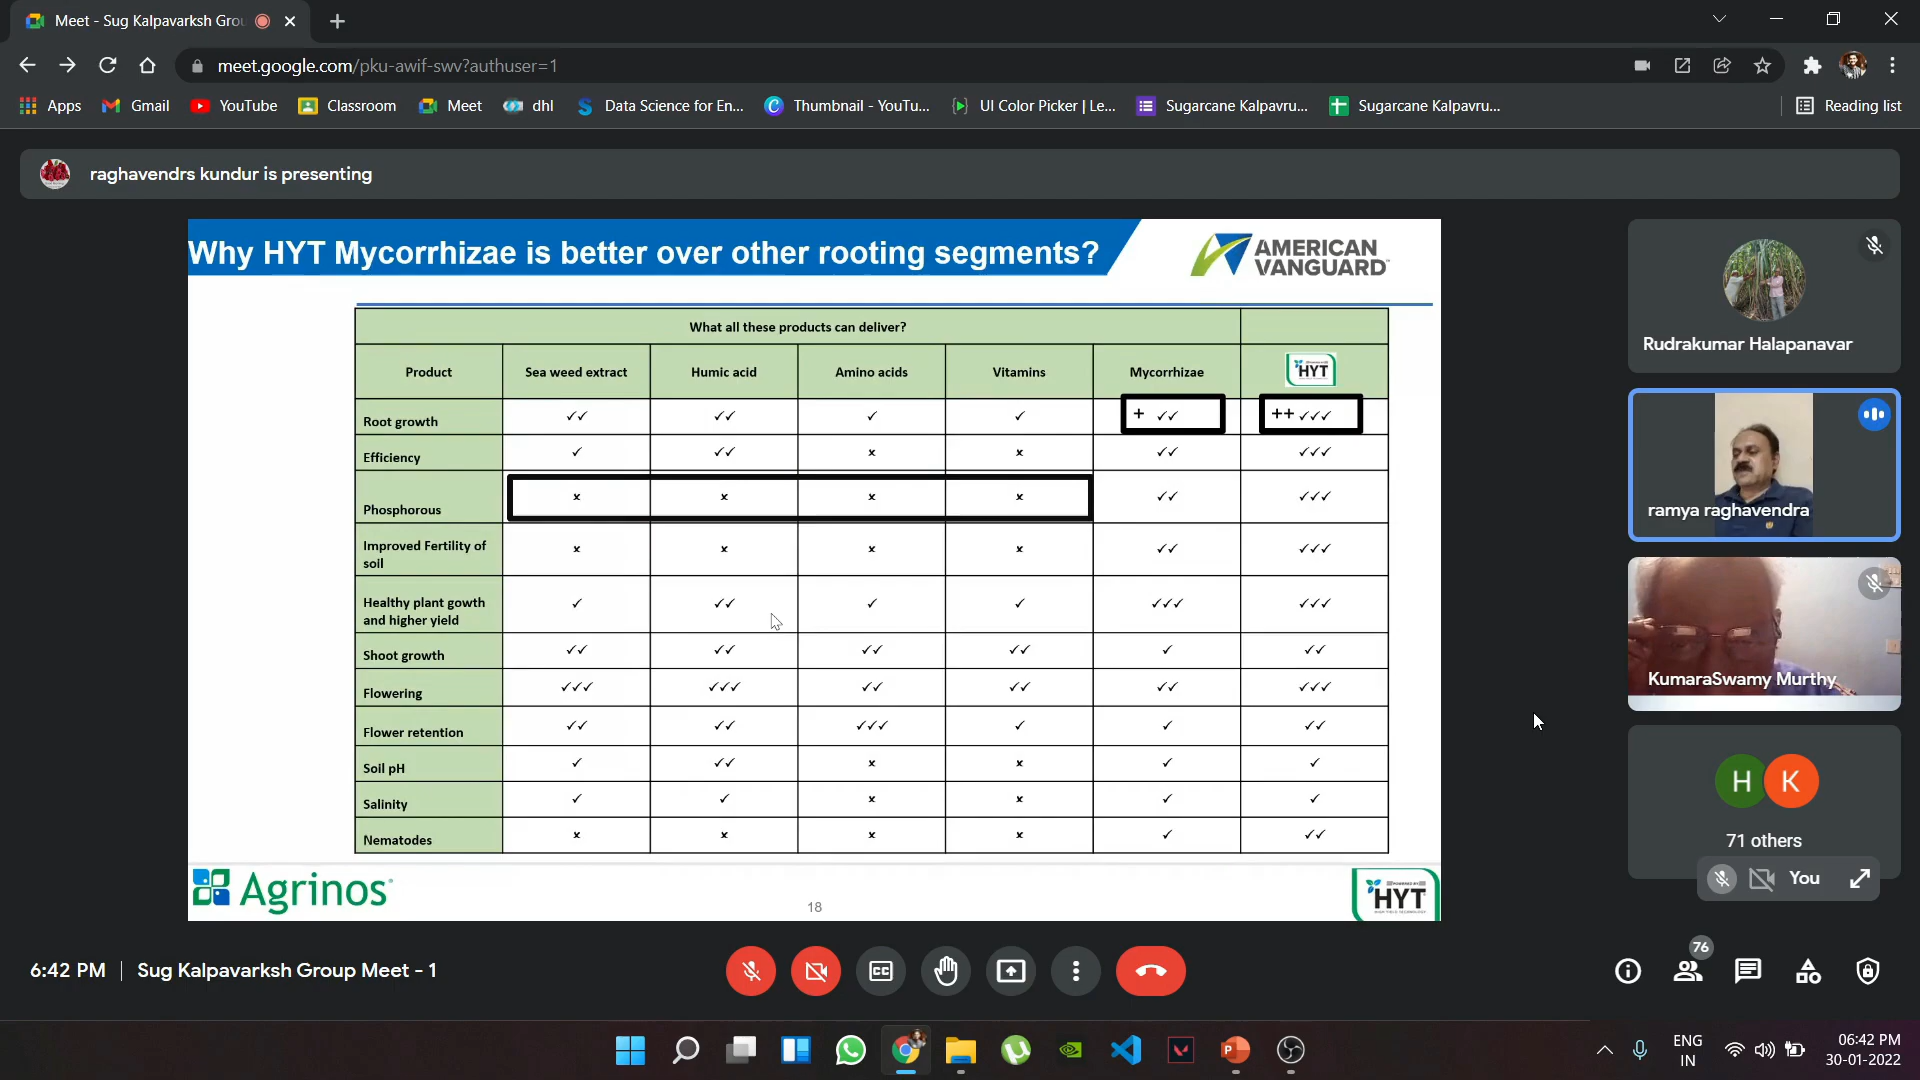 Meet - Sug Kalpavarksh Grou
meet.google.com/pku-awif-swv?authuser=1
Apps Gmail YouTube Classroom Meet dhl Data Science for En... Thumbnail - YouTu... UI Color Picker | Le... Sugarcane Kalpavru... Sugarcane Kalpavru... Reading list
raghavendrs kundur is presenting
Why HYT Mycorrhizae is better over other rooting segments?
AMERICAN
VANGUARD
What all these products can deliver?
Product Sea weed extract Humic acid Amino acids Vitamins Mycorrhizae HYT
Root growth ✓✓ ✓✓ ✓ ✓ + ✓✓ ++ ✓✓✓
Efficiency ✓ ✓✓ x x ✓✓ ✓✓✓
Phosphorous x x x x ✓✓ ✓✓✓
Improved Fertility of
soil x x x x ✓✓ ✓✓✓
Healthy plant gowth
and higher yield ✓ ✓✓ ✓ ✓ ✓✓✓ ✓✓✓
Shoot growth ✓✓ ✓✓ ✓✓ ✓✓ ✓ ✓✓
Flowering ✓✓✓ ✓✓✓ ✓✓ ✓✓ ✓✓ ✓✓✓
Flower retention ✓✓ ✓✓ ✓✓✓ ✓ ✓ ✓✓
Soil pH ✓ ✓✓ x x ✓ ✓
Salinity ✓ ✓ x x ✓ ✓
Nematodes x x x x ✓ ✓✓
Agrinos
18
HYT
Rudrakumar Halapanavar
ramya raghavendra
KumaraSwamy Murthy
H K
71 others
You
6:42 PM | Sug Kalpavarksh Group Meet - 1
CC
76
ENG
IN
06:42 PM
30-01-2022